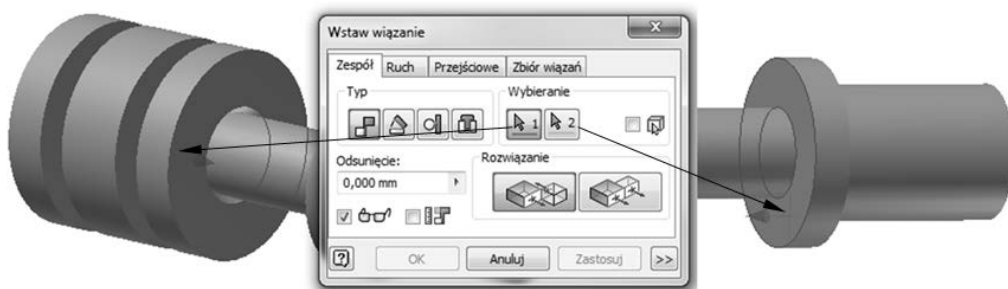 Wstaw wiązanie
Zespół Ruch Przejściowe Zbiór wiązań
Typ Wybieranie
1 2
Odsunięcie: Rozwiązanie
0,000 mm
OK Anuluj Zastosuj >>